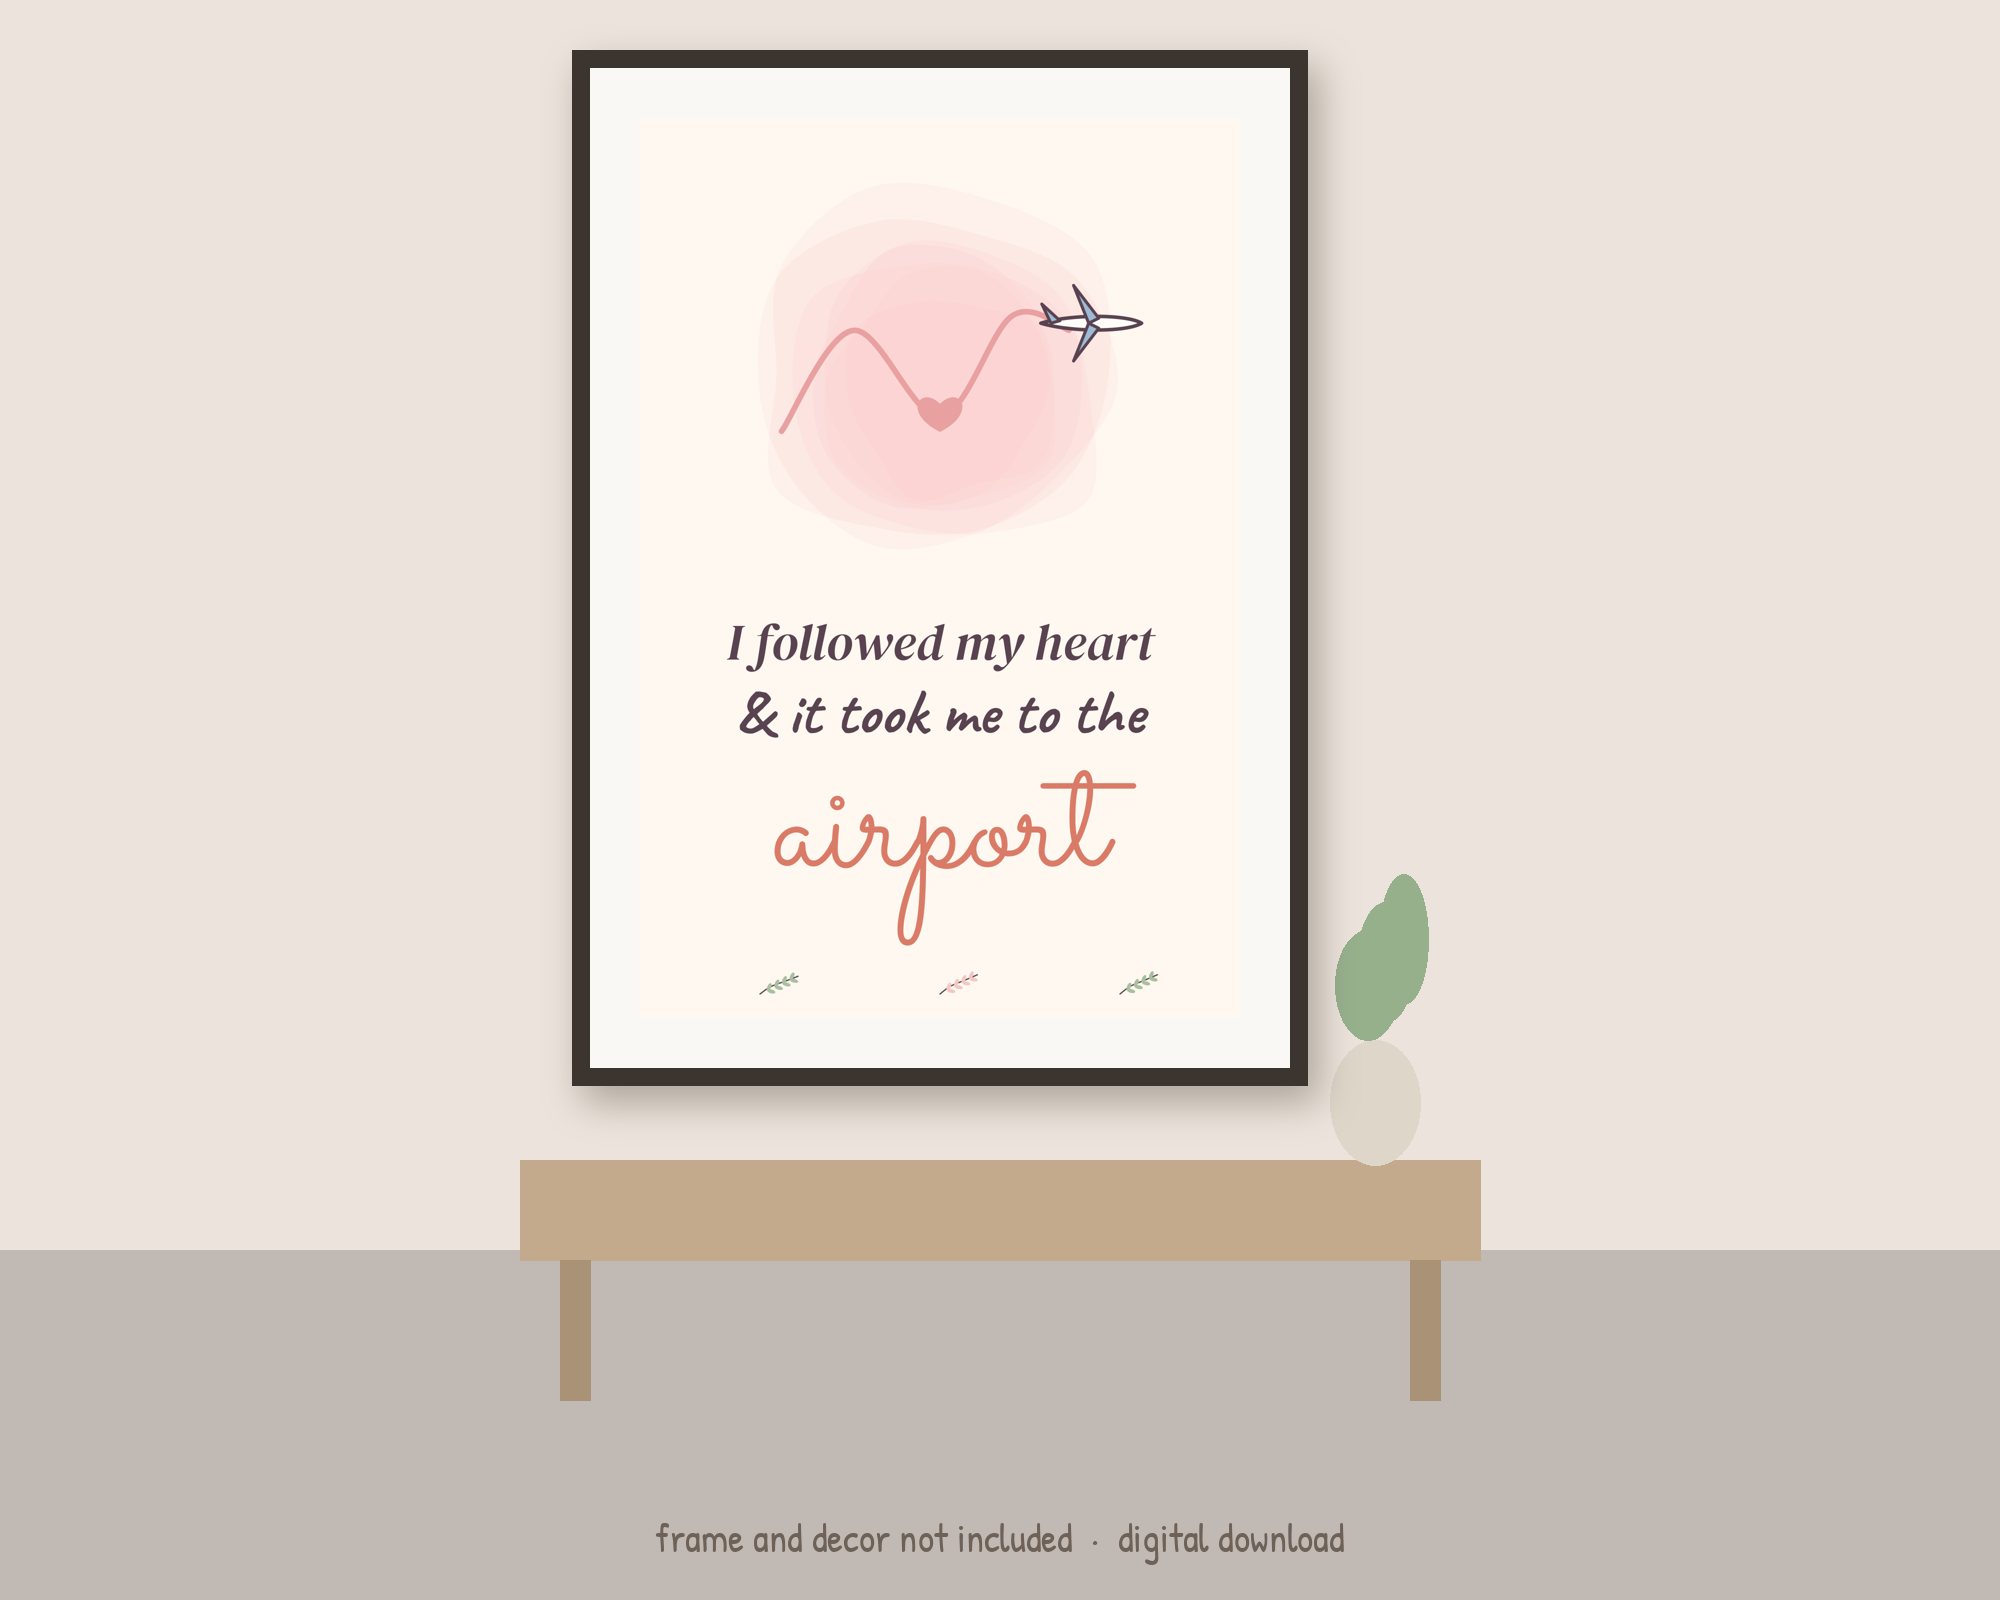 I followed my heart
& it took me to the
airport
frame and decor not included · digital download